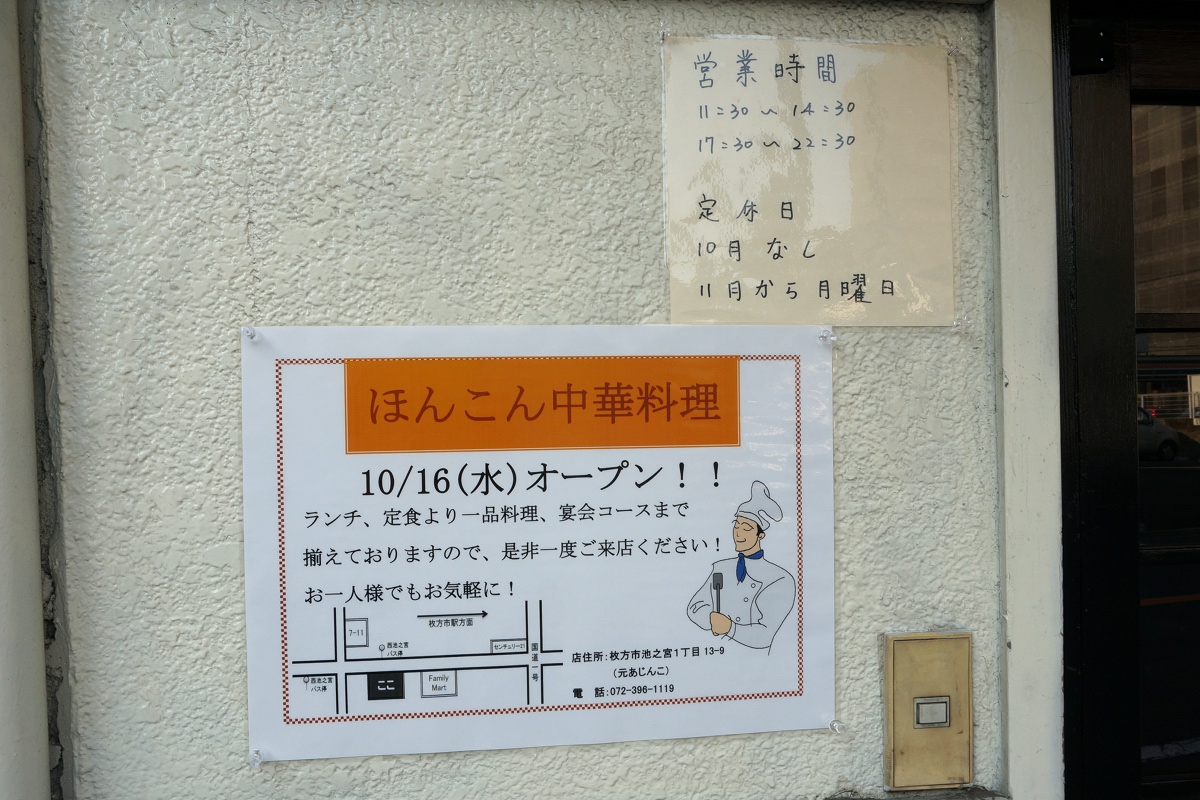 営業時間
11:30 〜 14:30
17:30 〜 22:30
定休日
10月 なし
11月から月曜日
ほんこん中華料理
10/16(水)オープン！！
ランチ、定食より一品料理、宴会コースまで
揃えておりますので、是非一度ご来店ください！
お一人様でもお気軽に！
枚方市駅方面
7-11
西池之宮
バス停
センチュリー21
国道一号
西池之宮
バス停
ここ
Family
Mart
店住所：枚方市池之宮1丁目 13-9
（元あじんこ）
電　話：072-396-1119